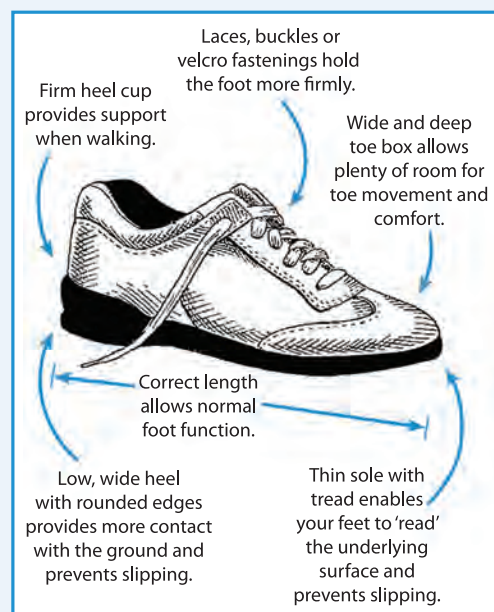 Laces, buckles or
velcro fastenings hold
the foot more firmly.
Firm heel cup
provides support
when walking.
Wide and deep
toe box allows
plenty of room for
toe movement and
comfort.
Correct length
allows normal
foot function.
Low, wide heel
with rounded edges
provides more contact
with the ground and
prevents slipping.
Thin sole with
tread enables
your feet to ‘read’
the underlying
surface and
prevents slipping.